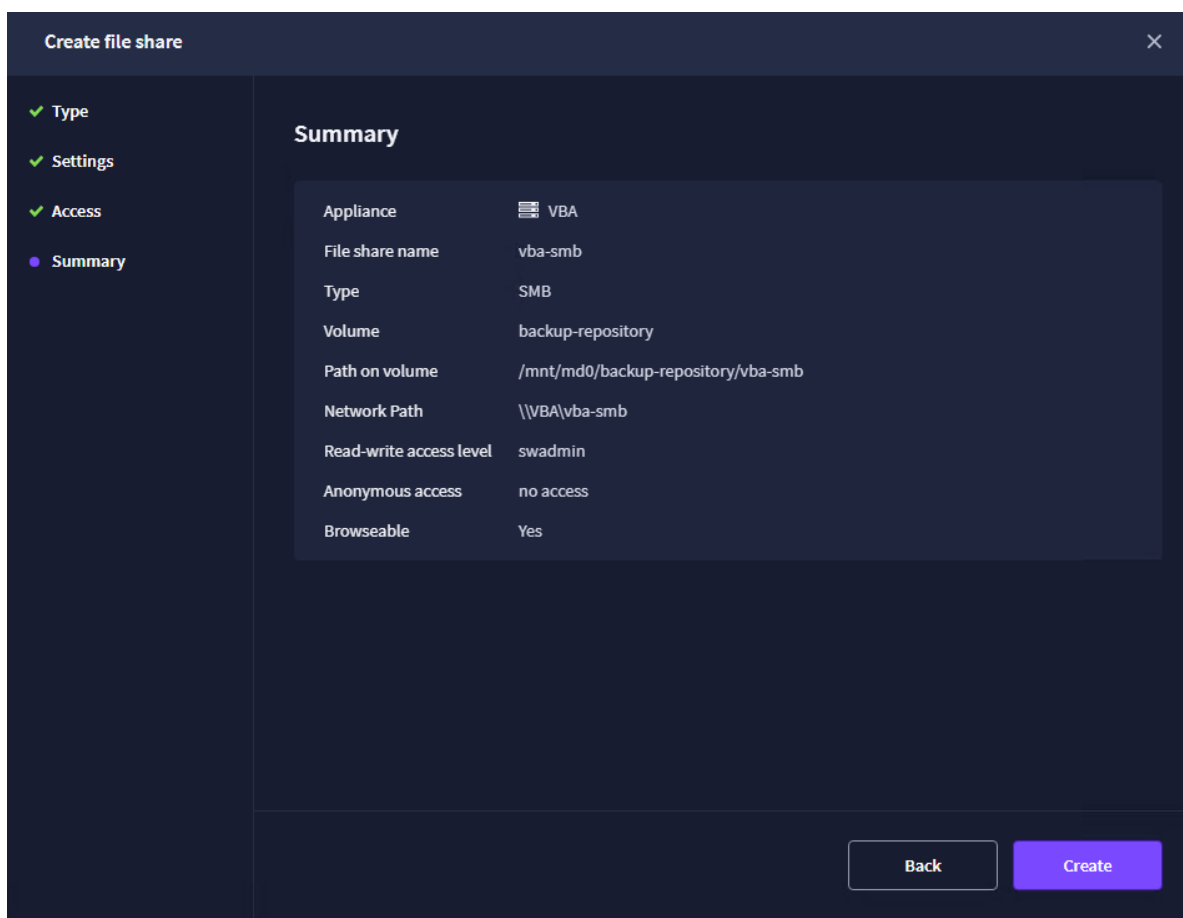 Create file share
Type
Settings
Access
Summary
Summary
Appliance VBA
File share name vba-smb
Type SMB
Volume backup-repository
Path on volume /mnt/md0/backup-repository/vba-smb
Network Path \\VBA\vba-smb
Read-write access level swadmin
Anonymous access no access
Browseable Yes
Back Create